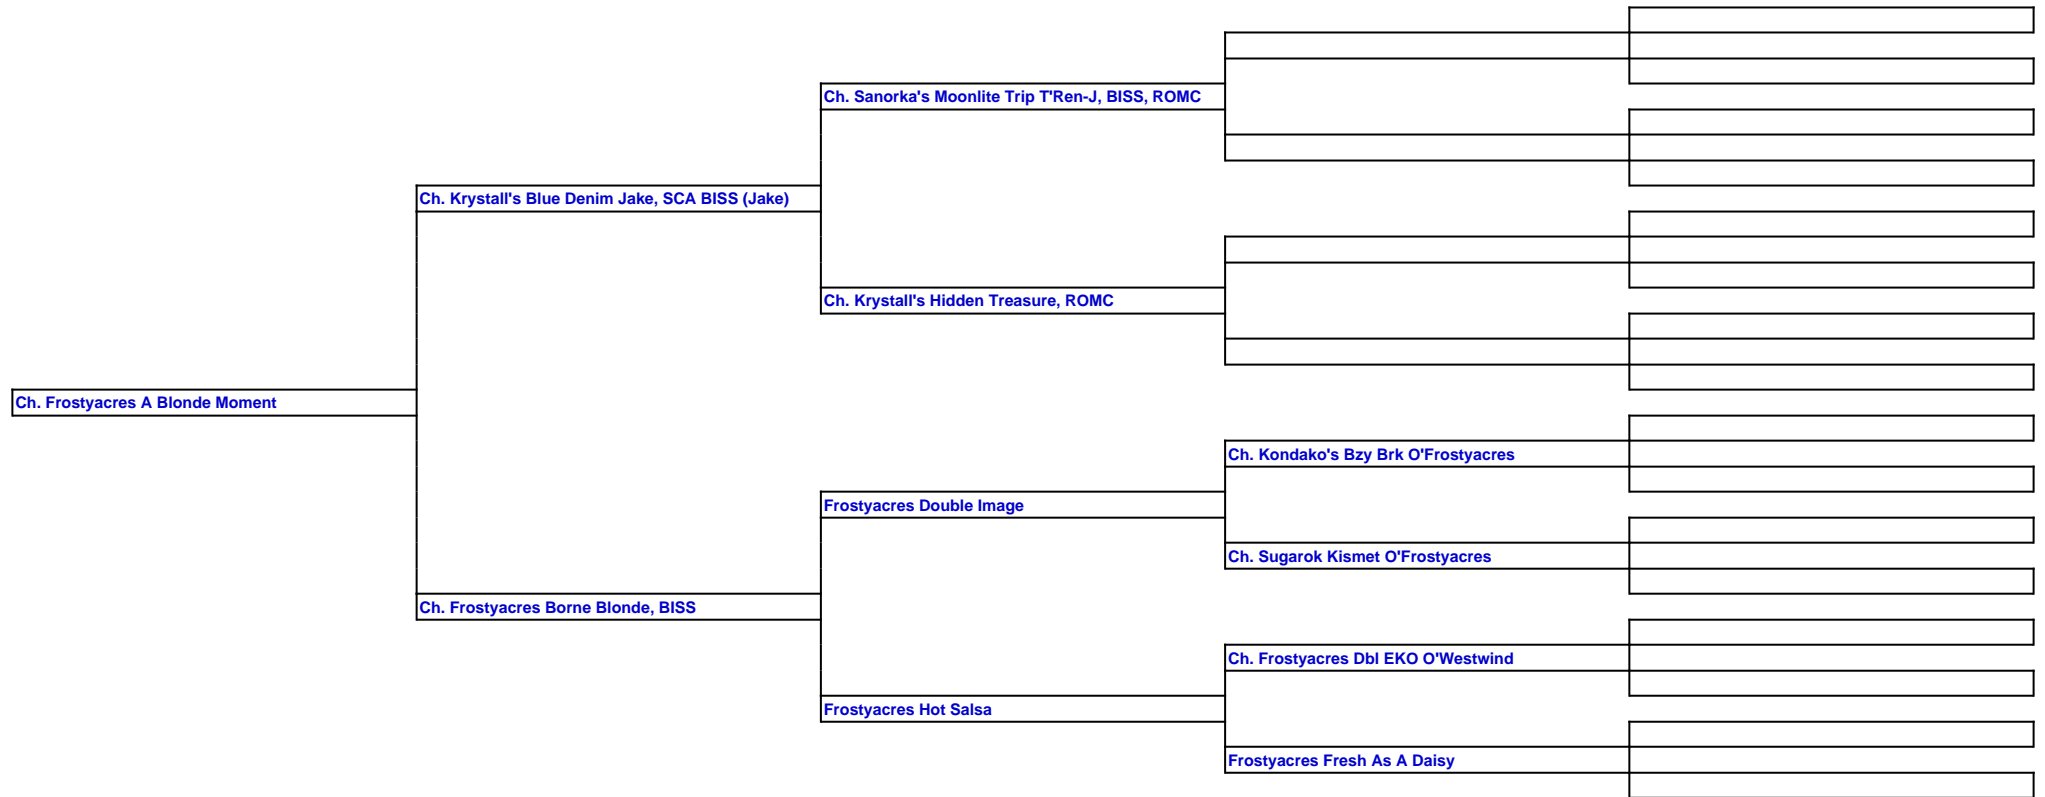 Ch. Sanorka's Moonlite Trip T'Ren-J, BISS, ROMC
Ch. Krystall's Blue Denim Jake, SCA BISS (Jake)
Ch. Krystall's Hidden Treasure, ROMC
Ch. Frostyacres A Blonde Moment
Ch. Kondako's Bzy Brk O'Frostyacres
Frostyacres Double Image
Ch. Sugarok Kismet O'Frostyacres
Ch. Frostyacres Borne Blonde, BISS
Ch. Frostyacres Dbl EKO O'Westwind
Frostyacres Hot Salsa
Frostyacres Fresh As A Daisy